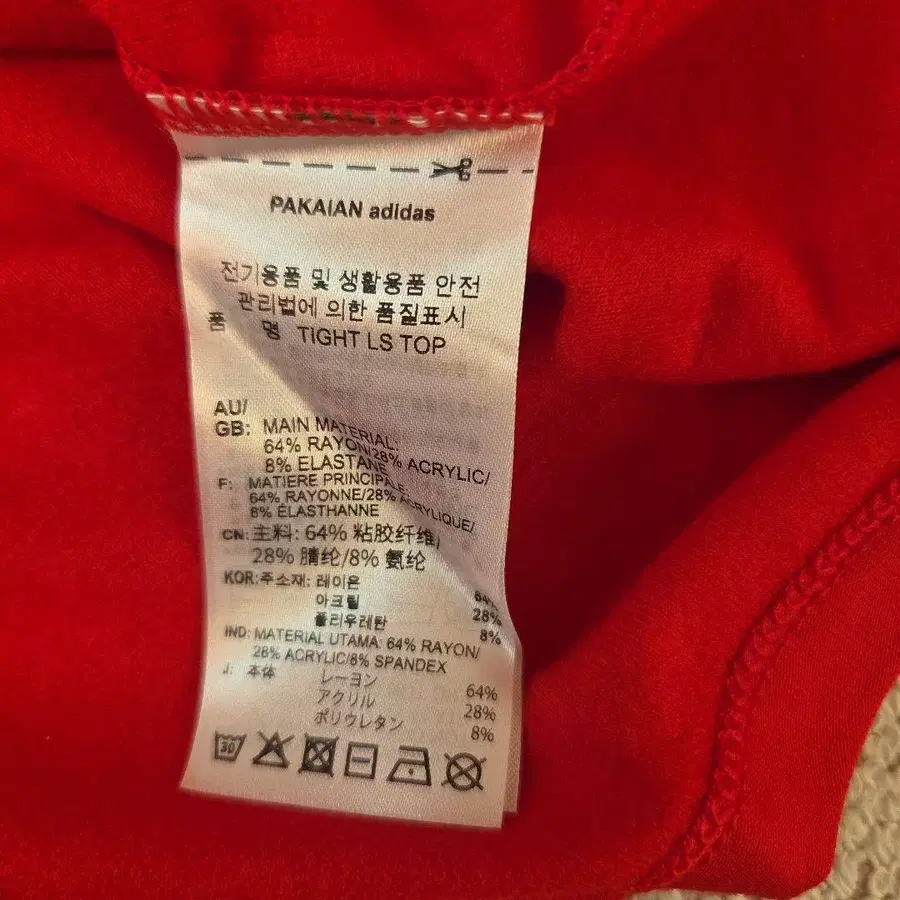 PAKAIAN adidas
전기용품 및 생활용품 안전
관리법에 의한 품질표시
품 명 TIGHT LS TOP
AU/
GB: MAIN MATERIAL:
64% RAYON/28% ACRYLIC/
8% ELASTANE
F: MATIERE PRINCIPALE:
64% RAYONNE/28% ACRYLIQUE/
8% ÉLASTHANNE
CN: 主料: 64% 粘胶纤维/
28% 腈纶/8% 氨纶
KOR: 주소재: 레이온 64%
아크릴 28%
폴리우레탄 8%
IND: MATERIAL UTAMA: 64% RAYON/
28% ACRYLIC/8% SPANDEX
J: 本体 レーヨン 64%
アクリル 28%
ポリウレタン 8%
30